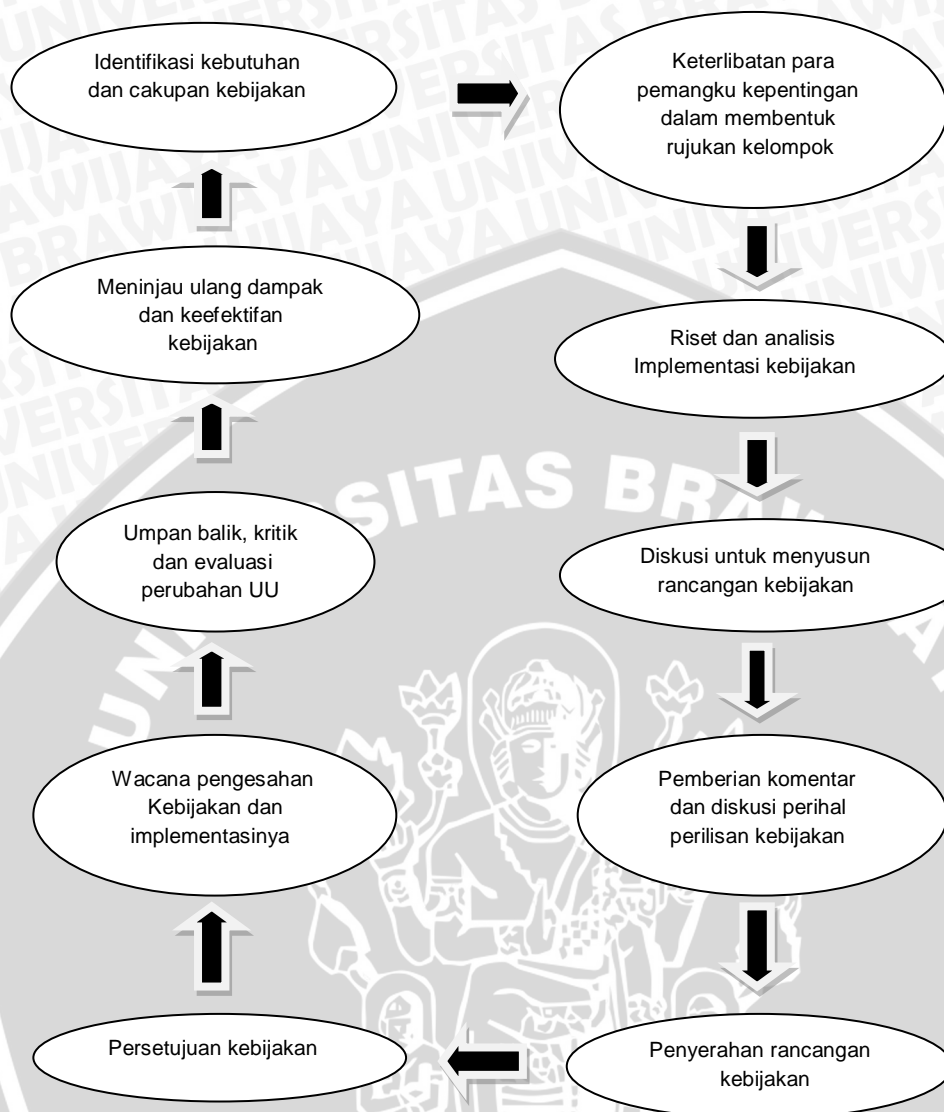 Identifikasi kebutuhan
dan cakupan kebijakan
Keterlibatan para
pemangku kepentingan
dalam membentuk
rujukan kelompok
Riset dan analisis
Implementasi kebijakan
Diskusi untuk menyusun
rancangan kebijakan
Pemberian komentar
dan diskusi perihal
perilisan kebijakan
Penyerahan rancangan
kebijakan
Persetujuan kebijakan
Wacana pengesahan
Kebijakan dan
implementasinya
Umpan balik, kritik
dan evaluasi
perubahan UU
Meninjau ulang dampak
dan keefektifan
kebijakan